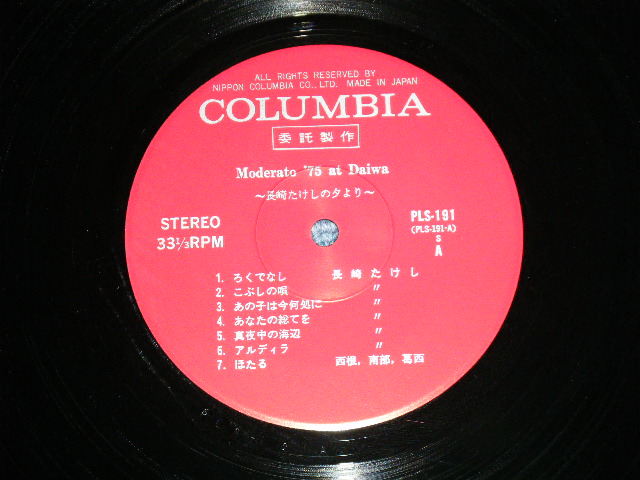 ALL RIGHTS RESERVED BY
NIPPON COLUMBIA CO., LTD. MADE IN JAPAN
COLUMBIA
委託製作
Moderato '75 at Daiwa
〜長崎たけしの夕より〜
STEREO
33⅓RPM
PLS-191
(PLS-191-A)
S
A
1. ろくでなし 長崎たけし
2. こぶしの唄 〃
3. あの子は今何処に 〃
4. あなたの総てを 〃
5. 真夜中の海辺 〃
6. アルディラ 〃
7. ほたる 西根，南部，葛西